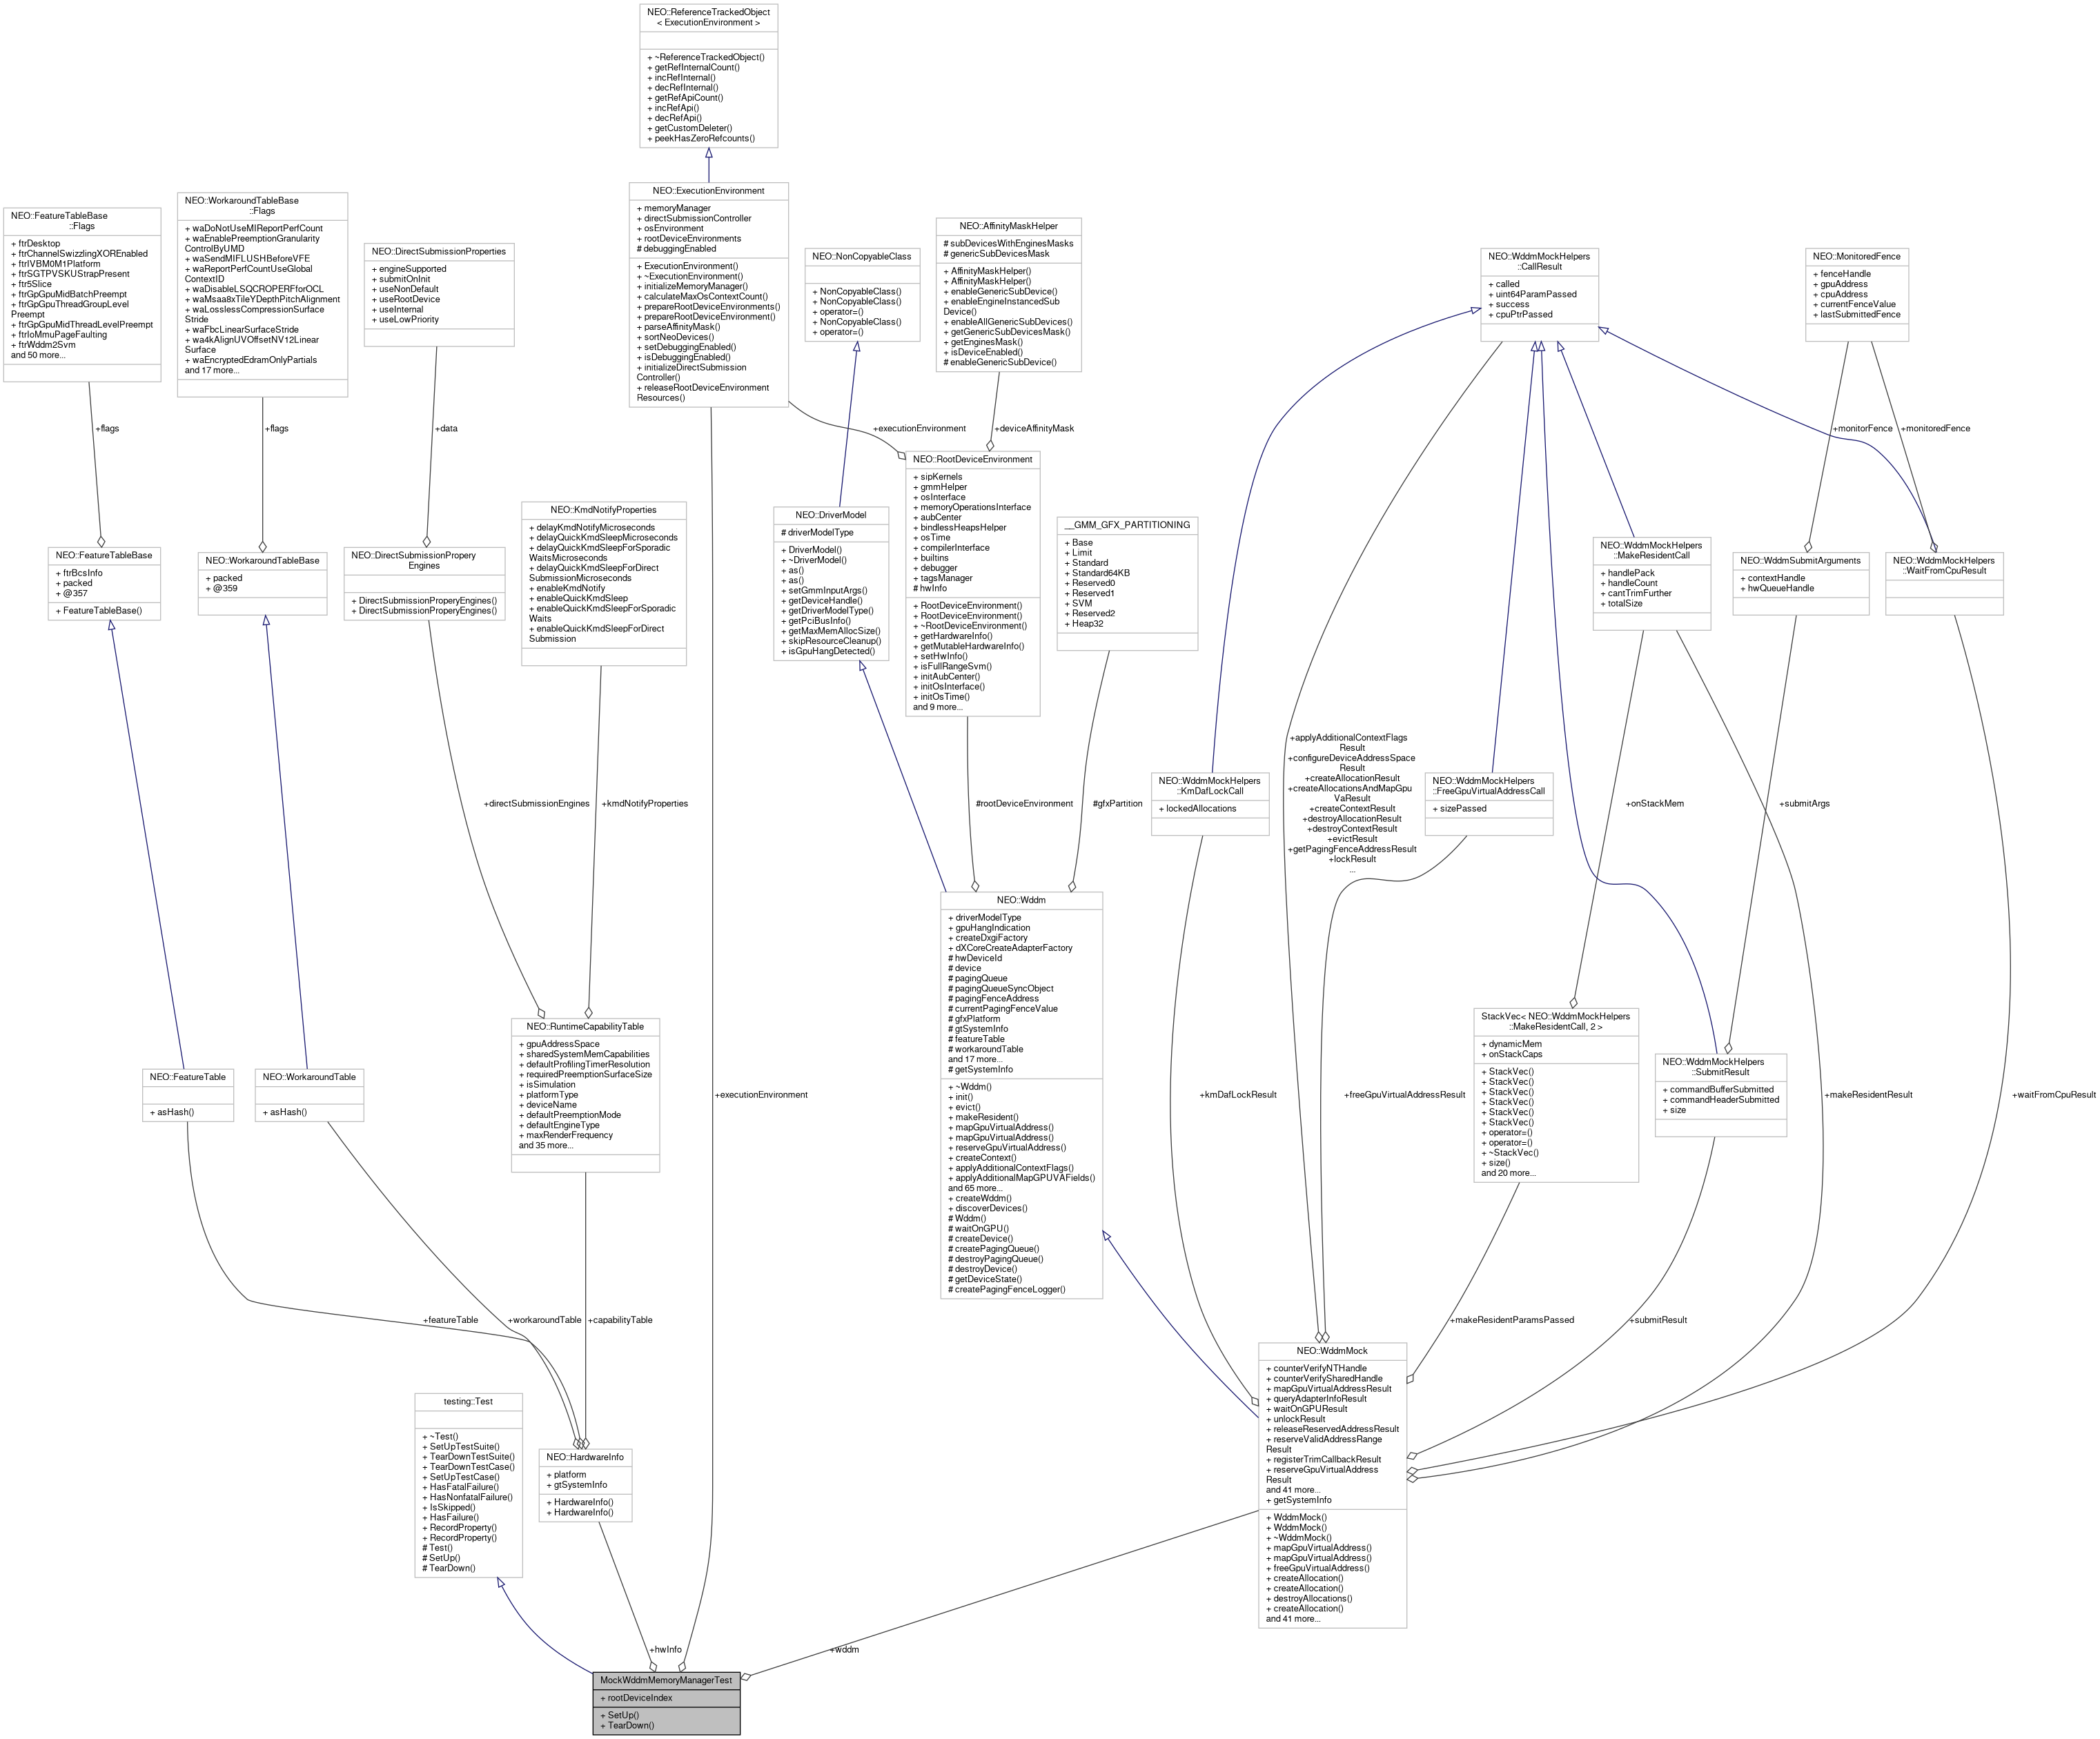 NEO::ReferenceTrackedObject
< ExecutionEnvironment >
+ ~ReferenceTrackedObject()
+ getRefInternalCount()
+ incRefInternal()
+ decRefInternal()
+ getRefApiCount()
+ incRefApi()
+ decRefApi()
+ getCustomDeleter()
+ peekHasZeroRefcounts()
NEO::FeatureTableBase
::Flags
+ ftrDesktop
+ ftrChannelSwizzlingXOREnabled
+ ftrIVBM0M1Platform
+ ftrSGTPVSKUStrapPresent
+ ftr5Slice
+ ftrGpGpuMidBatchPreempt
+ ftrGpGpuThreadGroupLevel
Preempt
+ ftrGpGpuMidThreadLevelPreempt
+ ftrIoMmuPageFaulting
+ ftrWddm2Svm
and 50 more...
NEO::WorkaroundTableBase
::Flags
+ waDoNotUseMIReportPerfCount
+ waEnablePreemptionGranularity
ControlByUMD
+ waSendMIFLUSHBeforeVFE
+ waReportPerfCountUseGlobal
ContextID
+ waDisableLSQCROPERFforOCL
+ waMsaa8xTileYDepthPitchAlignment
+ waLosslessCompressionSurface
Stride
+ waFbcLinearSurfaceStride
+ wa4kAlignUVOffsetNV12Linear
Surface
+ waEncryptedEdramOnlyPartials
and 17 more...
NEO::DirectSubmissionProperties
+ engineSupported
+ submitOnInit
+ useNonDefault
+ useRootDevice
+ useInternal
+ useLowPriority
NEO::ExecutionEnvironment
+ memoryManager
+ directSubmissionController
+ osEnvironment
+ rootDeviceEnvironments
# debuggingEnabled
+ ExecutionEnvironment()
+ ~ExecutionEnvironment()
+ initializeMemoryManager()
+ calculateMaxOsContextCount()
+ prepareRootDeviceEnvironments()
+ prepareRootDeviceEnvironment()
+ parseAffinityMask()
+ sortNeoDevices()
+ setDebuggingEnabled()
+ isDebuggingEnabled()
+ initializeDirectSubmission
Controller()
+ releaseRootDeviceEnvironment
Resources()
NEO::NonCopyableClass
+ NonCopyableClass()
+ NonCopyableClass()
+ operator=()
+ NonCopyableClass()
+ operator=()
NEO::AffinityMaskHelper
# subDevicesWithEnginesMasks
# genericSubDevicesMask
+ AffinityMaskHelper()
+ AffinityMaskHelper()
+ enableGenericSubDevice()
+ enableEngineInstancedSub
Device()
+ enableAllGenericSubDevices()
+ getGenericSubDevicesMask()
+ getEnginesMask()
+ isDeviceEnabled()
# enableGenericSubDevice()
NEO::WddmMockHelpers
::CallResult
+ called
+ uint64ParamPassed
+ success
+ cpuPtrPassed
NEO::MonitoredFence
+ fenceHandle
+ gpuAddress
+ cpuAddress
+ currentFenceValue
+ lastSubmittedFence
+flags
+flags
+data
+executionEnvironment
+deviceAffinityMask
+monitorFence
+monitoredFence
NEO::FeatureTableBase
+ ftrBcsInfo
+ packed
+ @357
+ FeatureTableBase()
NEO::WorkaroundTableBase
+ packed
+ @359
NEO::DirectSubmissionPropery
Engines
+ DirectSubmissionProperyEngines()
+ DirectSubmissionProperyEngines()
NEO::KmdNotifyProperties
+ delayKmdNotifyMicroseconds
+ delayQuickKmdSleepMicroseconds
+ delayQuickKmdSleepForSporadic
WaitsMicroseconds
+ delayQuickKmdSleepForDirect
SubmissionMicroseconds
+ enableKmdNotify
+ enableQuickKmdSleep
+ enableQuickKmdSleepForSporadic
Waits
+ enableQuickKmdSleepForDirect
Submission
NEO::DriverModel
# driverModelType
+ DriverModel()
+ ~DriverModel()
+ as()
+ as()
+ setGmmInputArgs()
+ getDeviceHandle()
+ getDriverModelType()
+ getPciBusInfo()
+ getMaxMemAllocSize()
+ skipResourceCleanup()
+ isGpuHangDetected()
NEO::RootDeviceEnvironment
+ sipKernels
+ gmmHelper
+ osInterface
+ memoryOperationsInterface
+ aubCenter
+ bindlessHeapsHelper
+ osTime
+ compilerInterface
+ builtins
+ debugger
+ tagsManager
# hwInfo
+ RootDeviceEnvironment()
+ RootDeviceEnvironment()
+ ~RootDeviceEnvironment()
+ getHardwareInfo()
+ getMutableHardwareInfo()
+ setHwInfo()
+ isFullRangeSvm()
+ initAubCenter()
+ initOsInterface()
+ initOsTime()
and 9 more...
__GMM_GFX_PARTITIONING
+ Base
+ Limit
+ Standard
+ Standard64KB
+ Reserved0
+ Reserved1
+ SVM
+ Reserved2
+ Heap32
NEO::WddmMockHelpers
::MakeResidentCall
+ handlePack
+ handleCount
+ cantTrimFurther
+ totalSize
NEO::WddmSubmitArguments
+ contextHandle
+ hwQueueHandle
NEO::WddmMockHelpers
::WaitFromCpuResult
+directSubmissionEngines
+kmdNotifyProperties
#rootDeviceEnvironment
#gfxPartition
NEO::WddmMockHelpers
::KmDafLockCall
+ lockedAllocations
+applyAdditionalContextFlags
Result
+configureDeviceAddressSpace
Result
+createAllocationResult
+createAllocationsAndMapGpu
VaResult
+createContextResult
+destroyAllocationResult
+destroyContextResult
+evictResult
+getPagingFenceAddressResult
+lockResult
...
NEO::WddmMockHelpers
::FreeGpuVirtualAddressCall
+ sizePassed
+onStackMem
+submitArgs
NEO::Wddm
+ driverModelType
+ gpuHangIndication
+ createDxgiFactory
+ dXCoreCreateAdapterFactory
# hwDeviceId
# device
# pagingQueue
# pagingQueueSyncObject
# pagingFenceAddress
# currentPagingFenceValue
# gfxPlatform
# gtSystemInfo
# featureTable
# workaroundTable
and 17 more...
# getSystemInfo
+ ~Wddm()
+ init()
+ evict()
+ makeResident()
+ mapGpuVirtualAddress()
+ mapGpuVirtualAddress()
+ reserveGpuVirtualAddress()
+ createContext()
+ applyAdditionalContextFlags()
+ applyAdditionalMapGPUVAFields()
and 65 more...
+ createWddm()
+ discoverDevices()
# Wddm()
# waitOnGPU()
# createDevice()
# createPagingQueue()
# destroyPagingQueue()
# destroyDevice()
# getDeviceState()
# createPagingFenceLogger()
NEO::FeatureTable
+ asHash()
NEO::WorkaroundTable
+ asHash()
NEO::RuntimeCapabilityTable
+ gpuAddressSpace
+ sharedSystemMemCapabilities
+ defaultProfilingTimerResolution
+ requiredPreemptionSurfaceSize
+ isSimulation
+ platformType
+ deviceName
+ defaultPreemptionMode
+ defaultEngineType
+ maxRenderFrequency
and 35 more...
+executionEnvironment
+kmDafLockResult
+freeGpuVirtualAddressResult
StackVec< NEO::WddmMockHelpers
::MakeResidentCall, 2 >
+ dynamicMem
+ onStackCaps
+ StackVec()
+ StackVec()
+ StackVec()
+ StackVec()
+ StackVec()
+ StackVec()
+ operator=()
+ operator=()
+ ~StackVec()
+ size()
and 20 more...
NEO::WddmMockHelpers
::SubmitResult
+ commandBufferSubmitted
+ commandHeaderSubmitted
+ size
+makeResidentResult
+waitFromCpuResult
+featureTable
+workaroundTable
+capabilityTable
+makeResidentParamsPassed
+submitResult
testing::Test
+ ~Test()
+ SetUpTestSuite()
+ TearDownTestSuite()
+ TearDownTestCase()
+ SetUpTestCase()
+ HasFatalFailure()
+ HasNonfatalFailure()
+ IsSkipped()
+ HasFailure()
+ RecordProperty()
+ RecordProperty()
# Test()
# SetUp()
# TearDown()
NEO::HardwareInfo
+ platform
+ gtSystemInfo
+ HardwareInfo()
+ HardwareInfo()
NEO::WddmMock
+ counterVerifyNTHandle
+ counterVerifySharedHandle
+ mapGpuVirtualAddressResult
+ queryAdapterInfoResult
+ waitOnGPUResult
+ unlockResult
+ releaseReservedAddressResult
+ reserveValidAddressRange
Result
+ registerTrimCallbackResult
+ reserveGpuVirtualAddress
Result
and 41 more...
+ getSystemInfo
+ WddmMock()
+ WddmMock()
+ ~WddmMock()
+ mapGpuVirtualAddress()
+ mapGpuVirtualAddress()
+ freeGpuVirtualAddress()
+ createAllocation()
+ createAllocation()
+ destroyAllocations()
+ createAllocation()
and 41 more...
+hwInfo
+wddm
MockWddmMemoryManagerTest
+ rootDeviceIndex
+ SetUp()
+ TearDown()